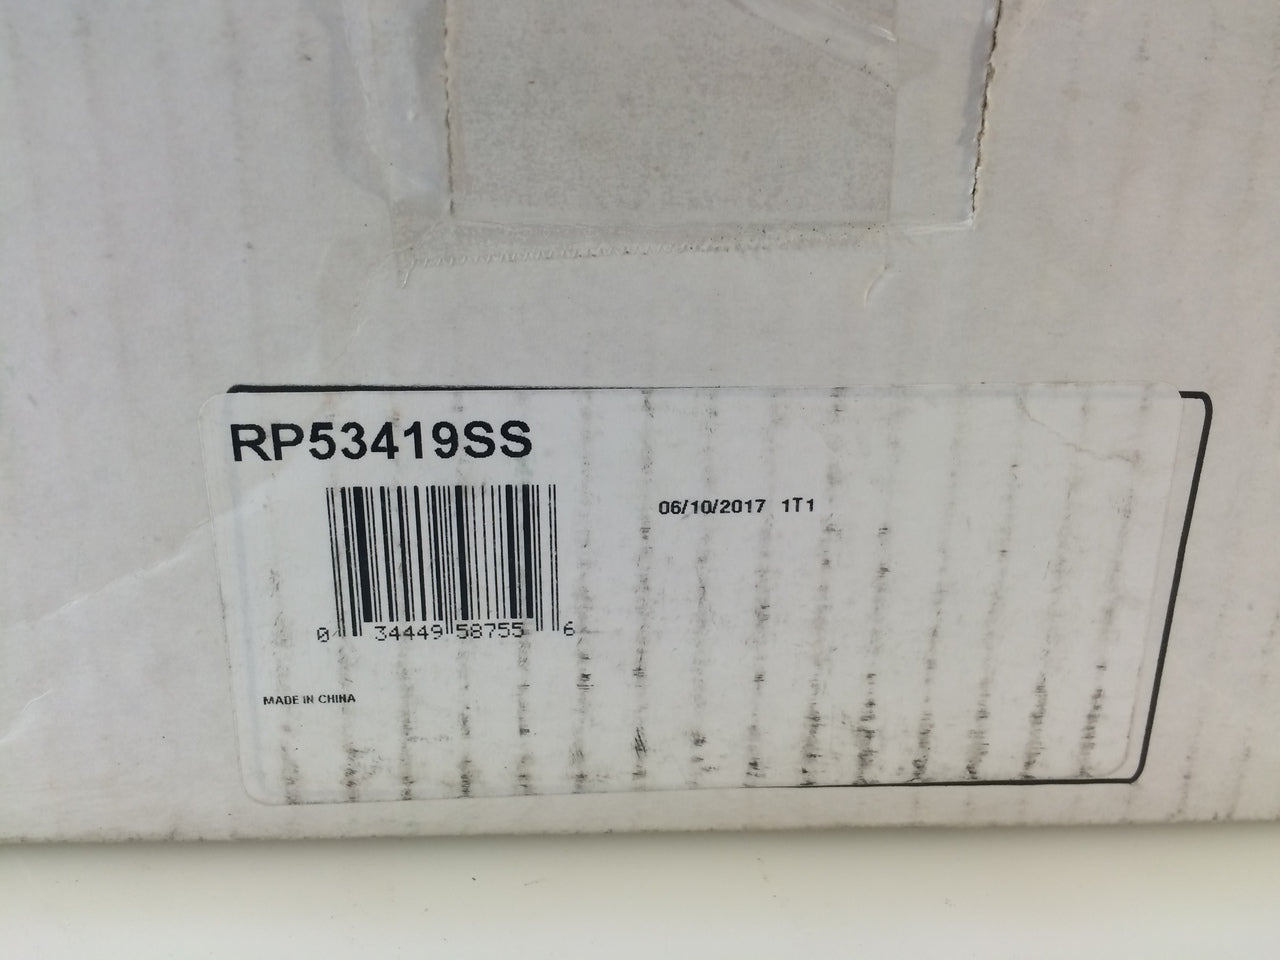 RP53419SS
06/10/2017 1T1
0 34449 58755 6
MADE IN CHINA